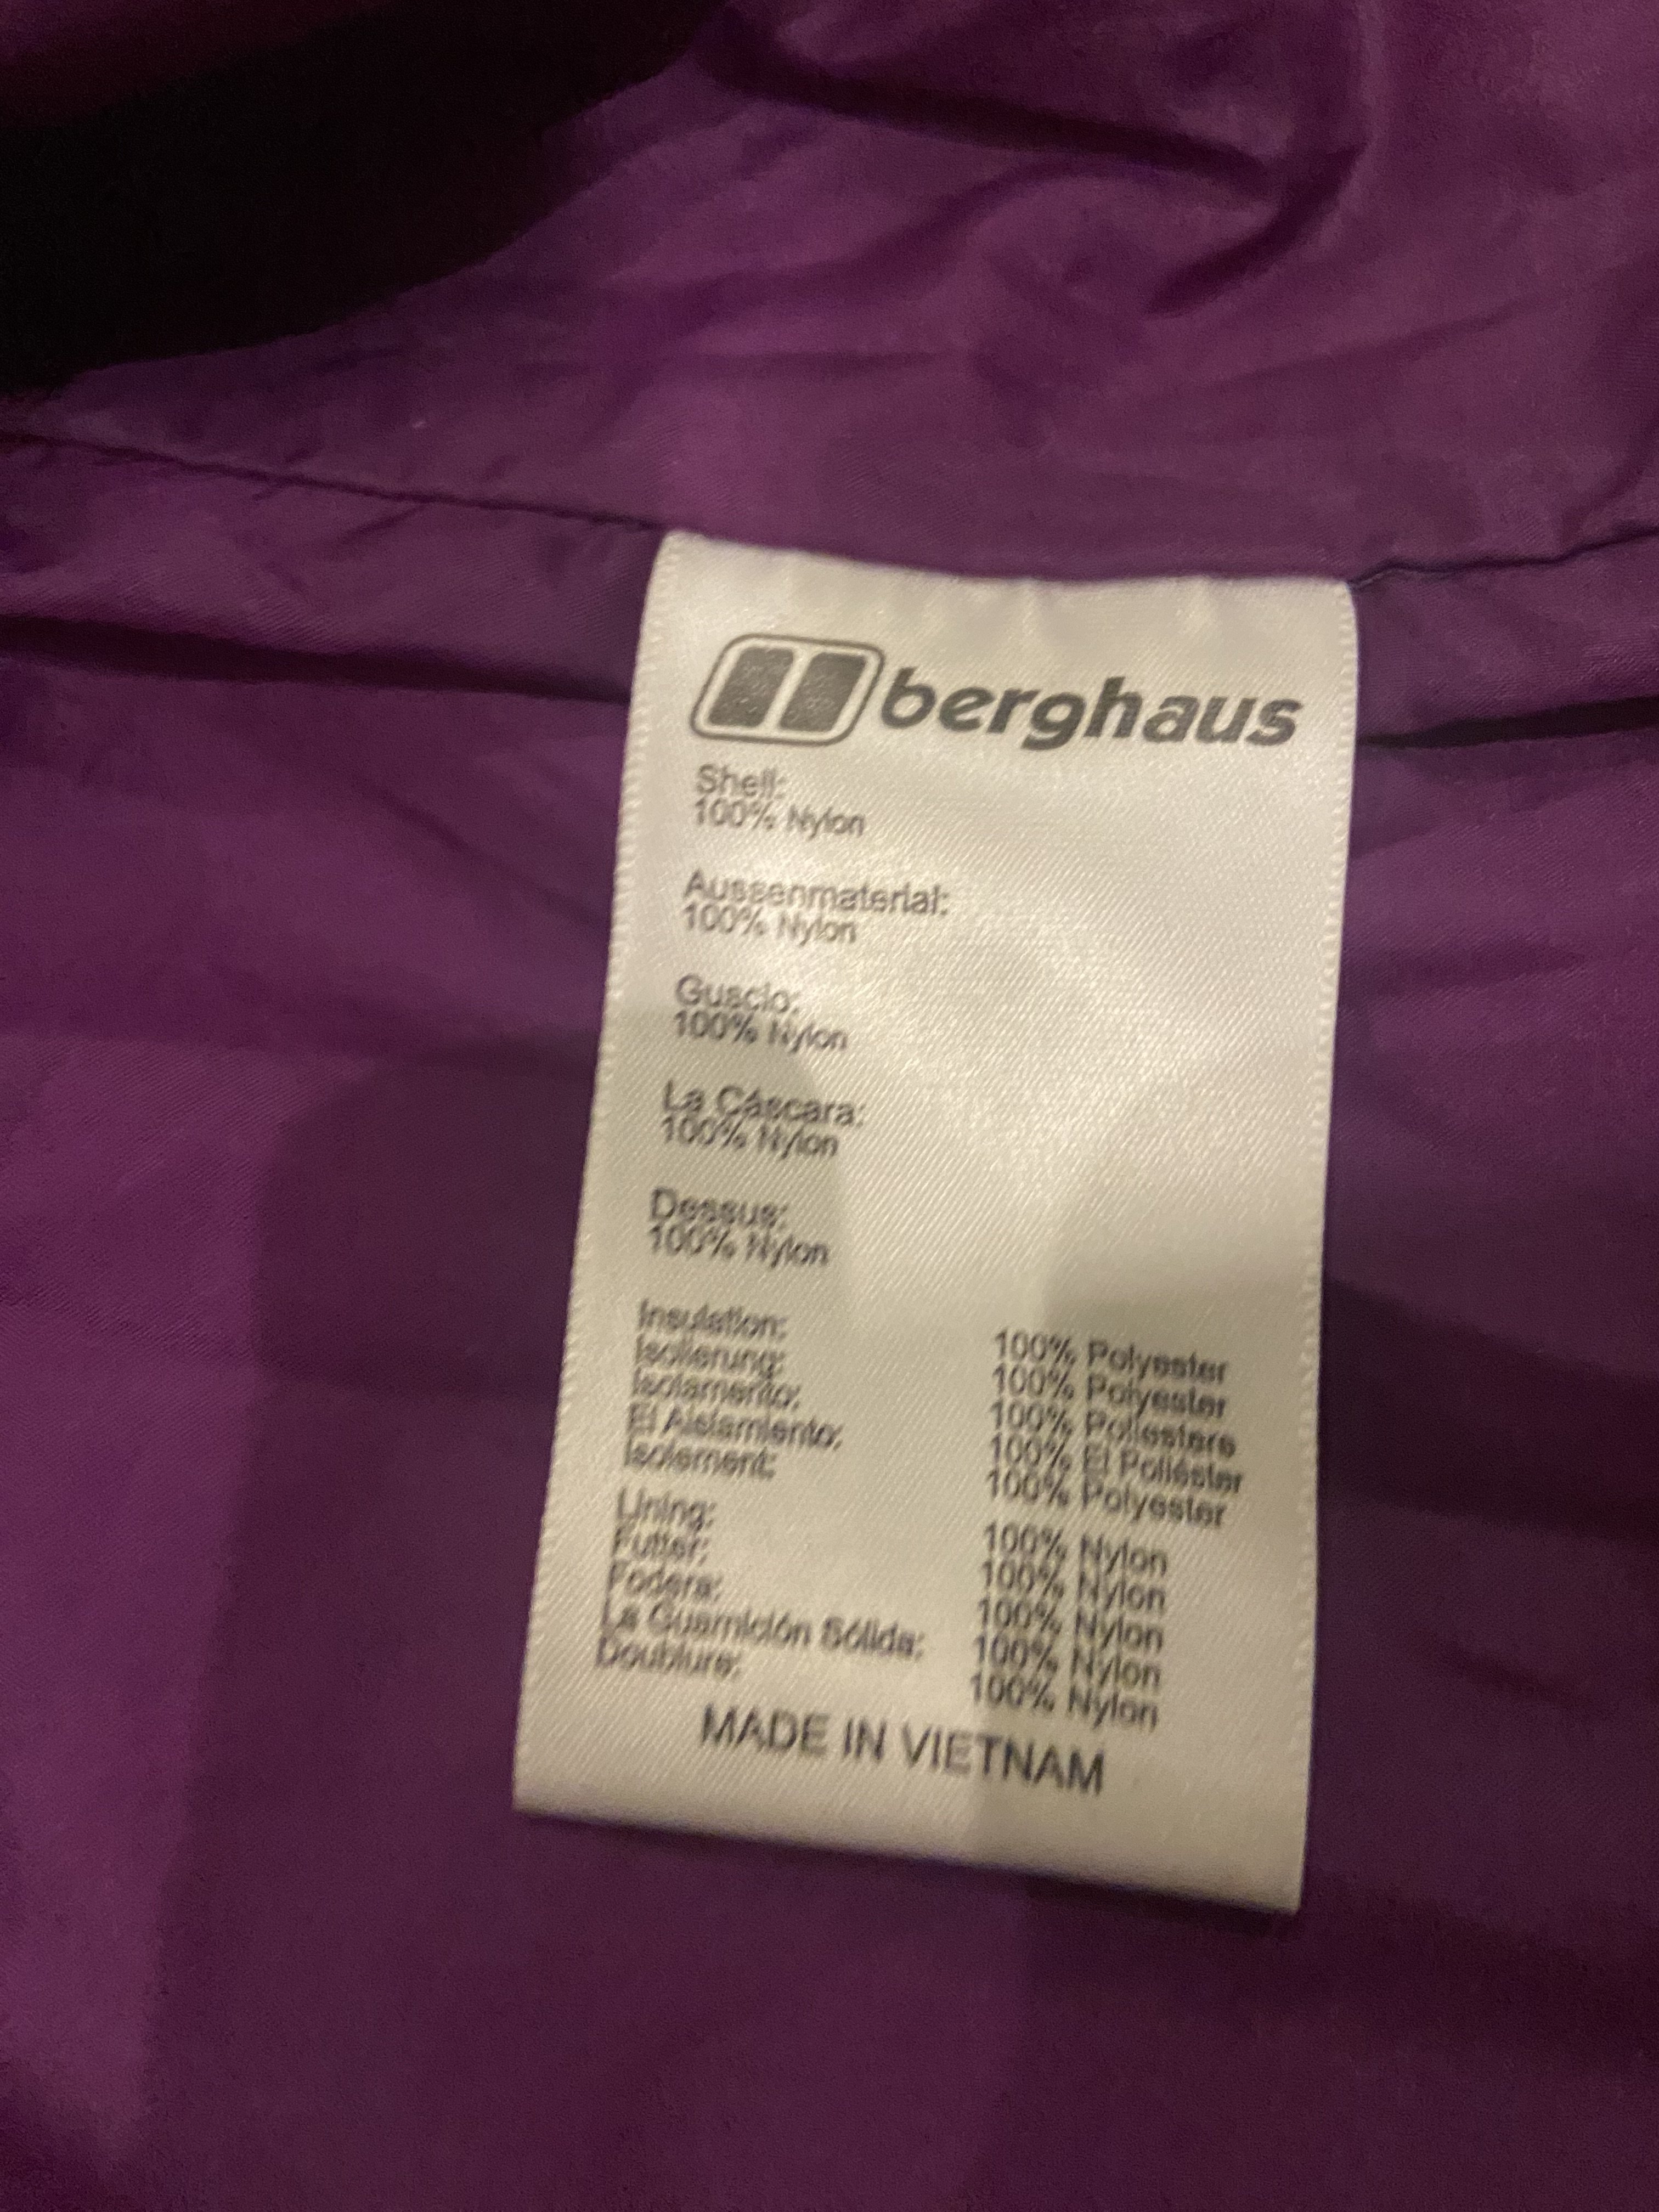 berghaus
Shell:
100% Nylon
Aussenmaterial:
100% Nylon
Guscio:
100% Nylon
La Cáscara:
100% Nylon
Dessus:
100% Nylon
Insulation: 100% Polyester
Isolierung: 100% Polyester
Isolamento: 100% Poliestere
El Aislamiento: 100% El Poliéster
Isolement: 100% Polyester
Lining: 100% Nylon
Futter: 100% Nylon
Fodera: 100% Nylon
La Guarnición Sólida: 100% Nylon
Doublure: 100% Nylon
MADE IN VIETNAM